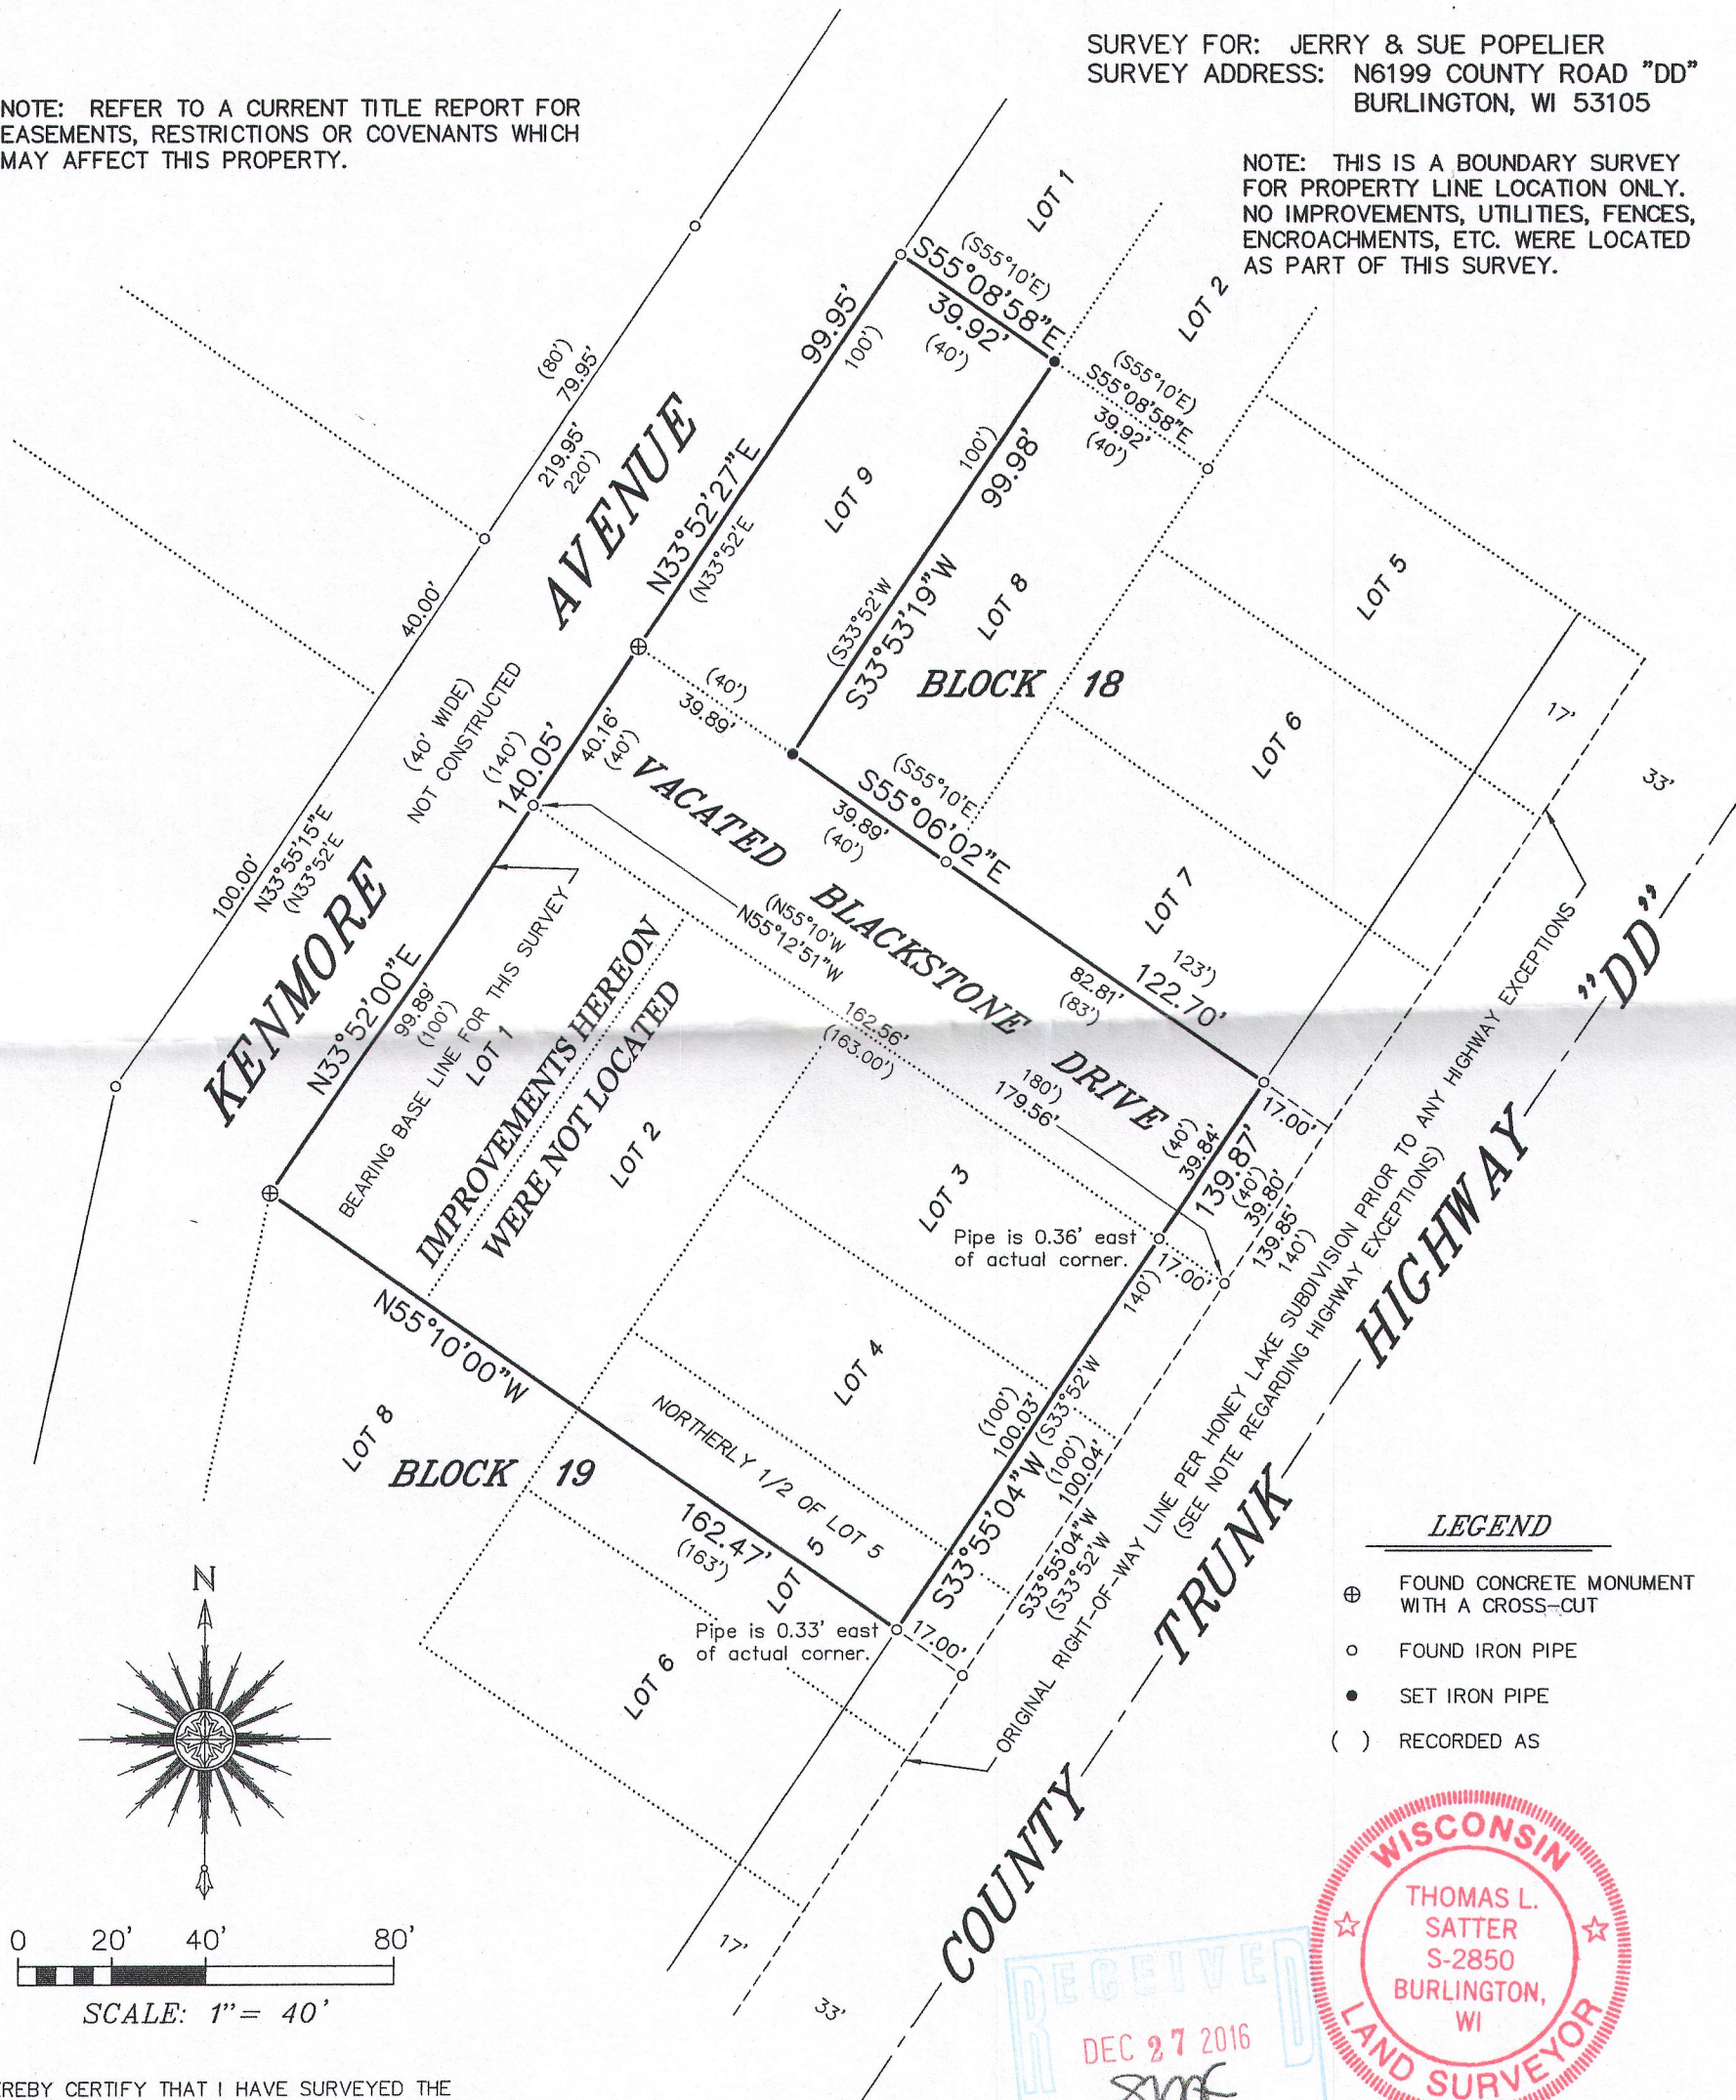 SURVEY FOR: JERRY & SUE POPELIER
SURVEY ADDRESS: N6199 COUNTY ROAD "DD"
BURLINGTON, WI 53105
NOTE: REFER TO A CURRENT TITLE REPORT FOR
EASEMENTS, RESTRICTIONS OR COVENANTS WHICH
MAY AFFECT THIS PROPERTY.
NOTE: THIS IS A BOUNDARY SURVEY
FOR PROPERTY LINE LOCATION ONLY.
NO IMPROVEMENTS, UTILITIES, FENCES,
ENCROACHMENTS, ETC. WERE LOCATED
AS PART OF THIS SURVEY.
LOT 1
(S55°10'E)
S55°08'58"E
39.92'
(40')
LOT 2
(S55°10'E)
S55°08'58"E
39.92'
(40')
99.95'
100')
N33°52'27"E
(N33°52'E
(80')
79.95'
219.95'
220')
40.00'
100.00'
N33°55'15"E
(N33°52'E
KENMORE AVENUE
(40' WIDE)
NOT CONSTRUCTED
LOT 9
100')
99.98'
(S33°52'W
S33°53'19"W
LOT 8
BLOCK 18
LOT 5
LOT 6
LOT 7
17'
33'
(40')
39.89'
(140')
140.05'
40.16'
(40')
VACATED BLACKSTONE DRIVE
(S55°10'E
S55°06'02"E
39.89'
(40')
123')
122.70'
82.81'
(83')
(N55°10'W
N55°12'51"W
162.56'
(163.00')
180')
179.56'
N33°52'00"E
99.89'
(100')
BEARING BASE LINE FOR THIS SURVEY
LOT 1
IMPROVEMENTS HEREON
WERE NOT LOCATED
LOT 2
LOT 3
LOT 4
(40')
39.84'
139.87'
(40')
39.80'
139.85'
140')
17.00'
Pipe is 0.36' east
of actual corner.
17.00'
140')
(100')
100.03'
(S33°52'W
S33°55'04"W
(100')
100.04'
S33°55'04"W
(S33°52'W
N55°10'00"W
162.47'
(163')
LOT 8
BLOCK 19
NORTHERLY 1/2 OF LOT 5
LOT 5
LOT 6
Pipe is 0.33' east
of actual corner.
17.00'
ORIGINAL RIGHT-OF-WAY LINE PER HONEY LAKE SUBDIVISION PRIOR TO ANY HIGHWAY EXCEPTIONS
(SEE NOTE REGARDING HIGHWAY EXCEPTIONS)
COUNTY TRUNK HIGHWAY "DD"
17'
33'
LEGEND
FOUND CONCRETE MONUMENT
WITH A CROSS-CUT
FOUND IRON PIPE
SET IRON PIPE
( ) RECORDED AS
N
0 20' 40' 80'
SCALE: 1"= 40'
WISCONSIN
THOMAS L.
SATTER
S-2850
BURLINGTON,
WI
LAND SURVEYOR
RECEIVED
DEC 27 2016
EREBY CERTIFY THAT I HAVE SURVEYED THE